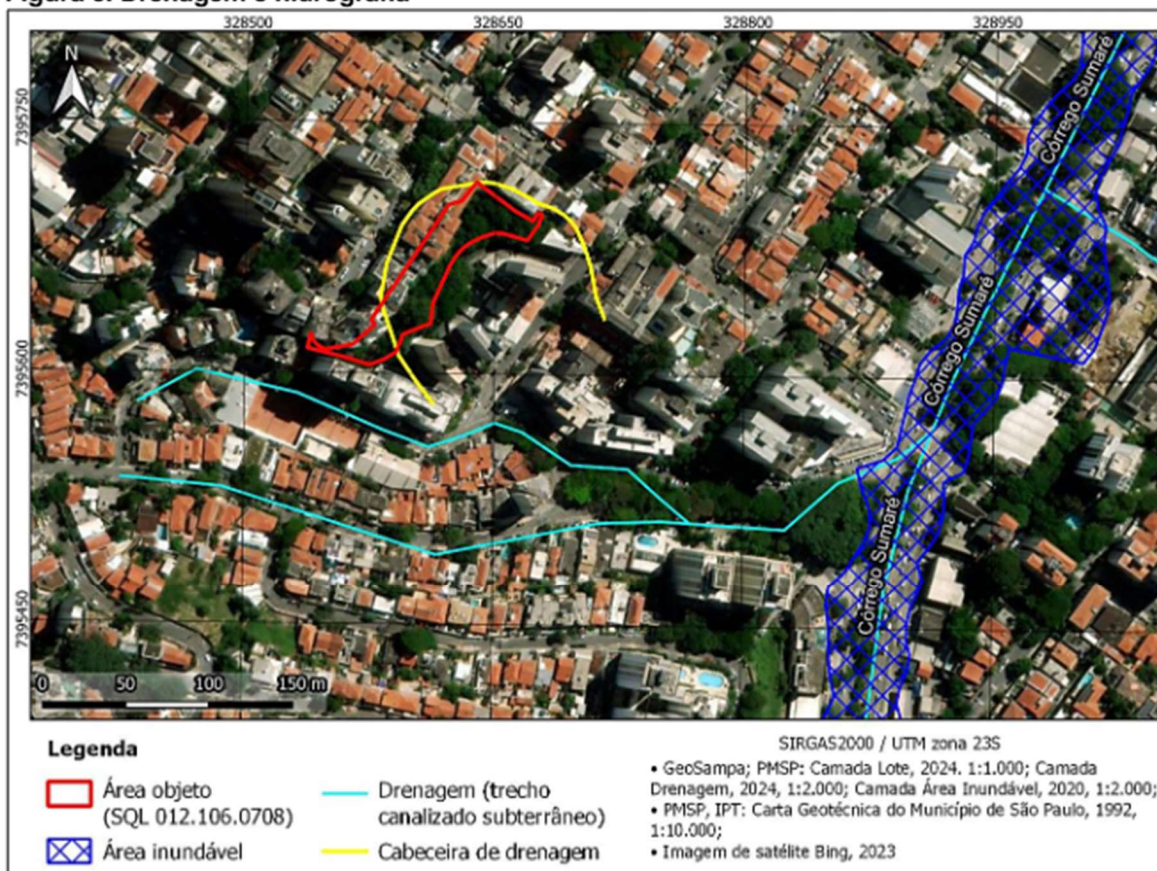 328500 328650 328800 328950
N
7395750
7395600
7395450
Córrego Sumaré
Córrego Sumaré
Córrego Sumaré
0 50 100 150 m
Legenda
Área objeto
(SQL 012.106.0708)
Área inundável
Drenagem (trecho
canalizado subterrâneo)
Cabeceira de drenagem
SIRGAS2000 / UTM zona 23S
• GeoSampa; PMSP: Camada Lote, 2024. 1:1.000; Camada
Drenagem, 2024, 1:2.000; Camada Área Inundável, 2020, 1:2.000;
• PMSP, IPT: Carta Geotécnica do Município de São Paulo, 1992,
1:10.000;
• Imagem de satélite Bing, 2023